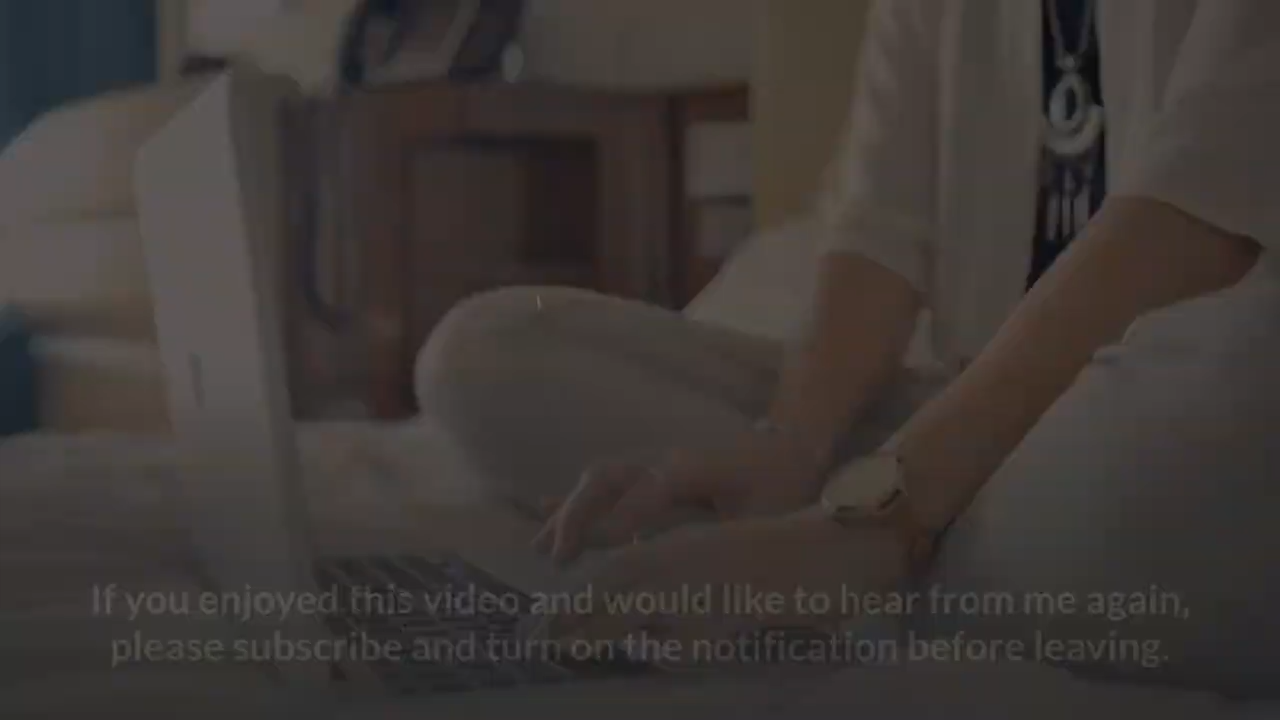 If you enjoyed this video and would like to hear from me again,
please subscribe and turn on the notification before leaving.